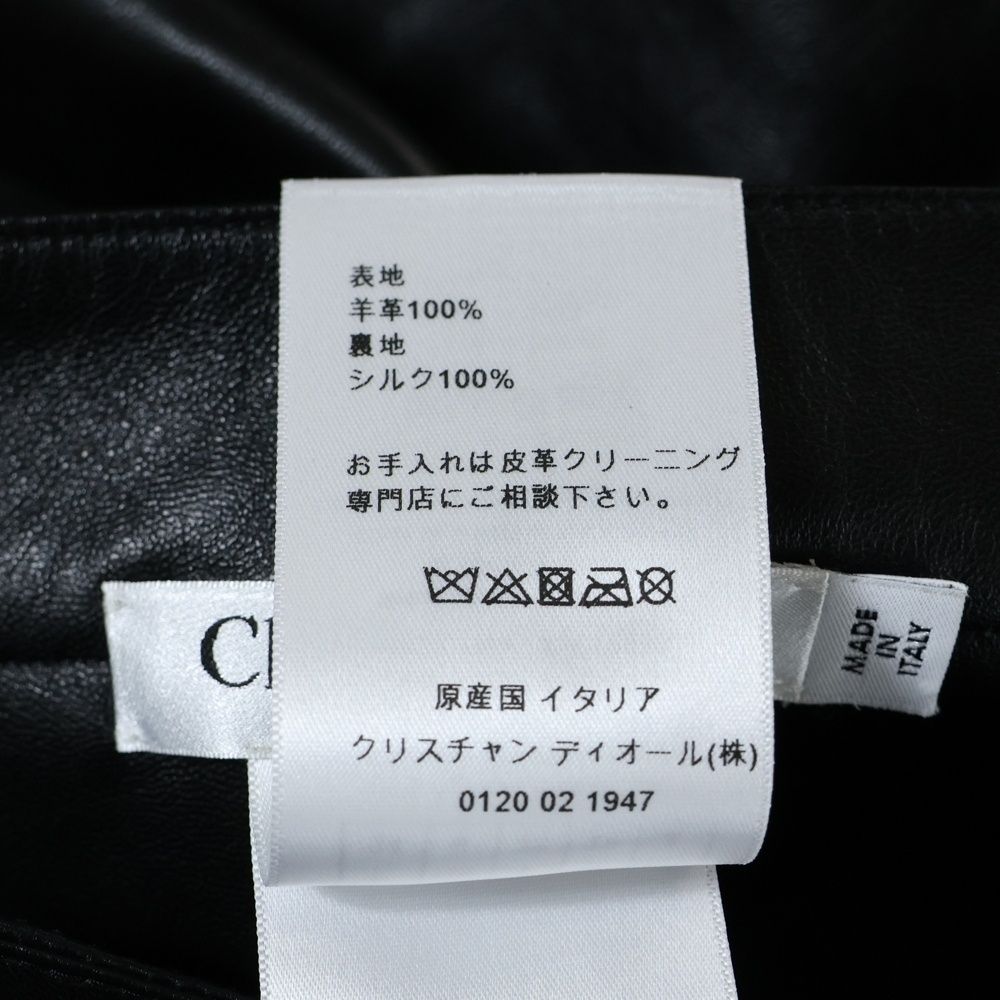 表地
羊革100%
裏地
シルク100%
お手入れは皮革クリーニング
専門店にご相談下さい。
原産国 イタリア
クリスチャン ディオール(株)
0120 02 1947
MADE
IN
ITALY